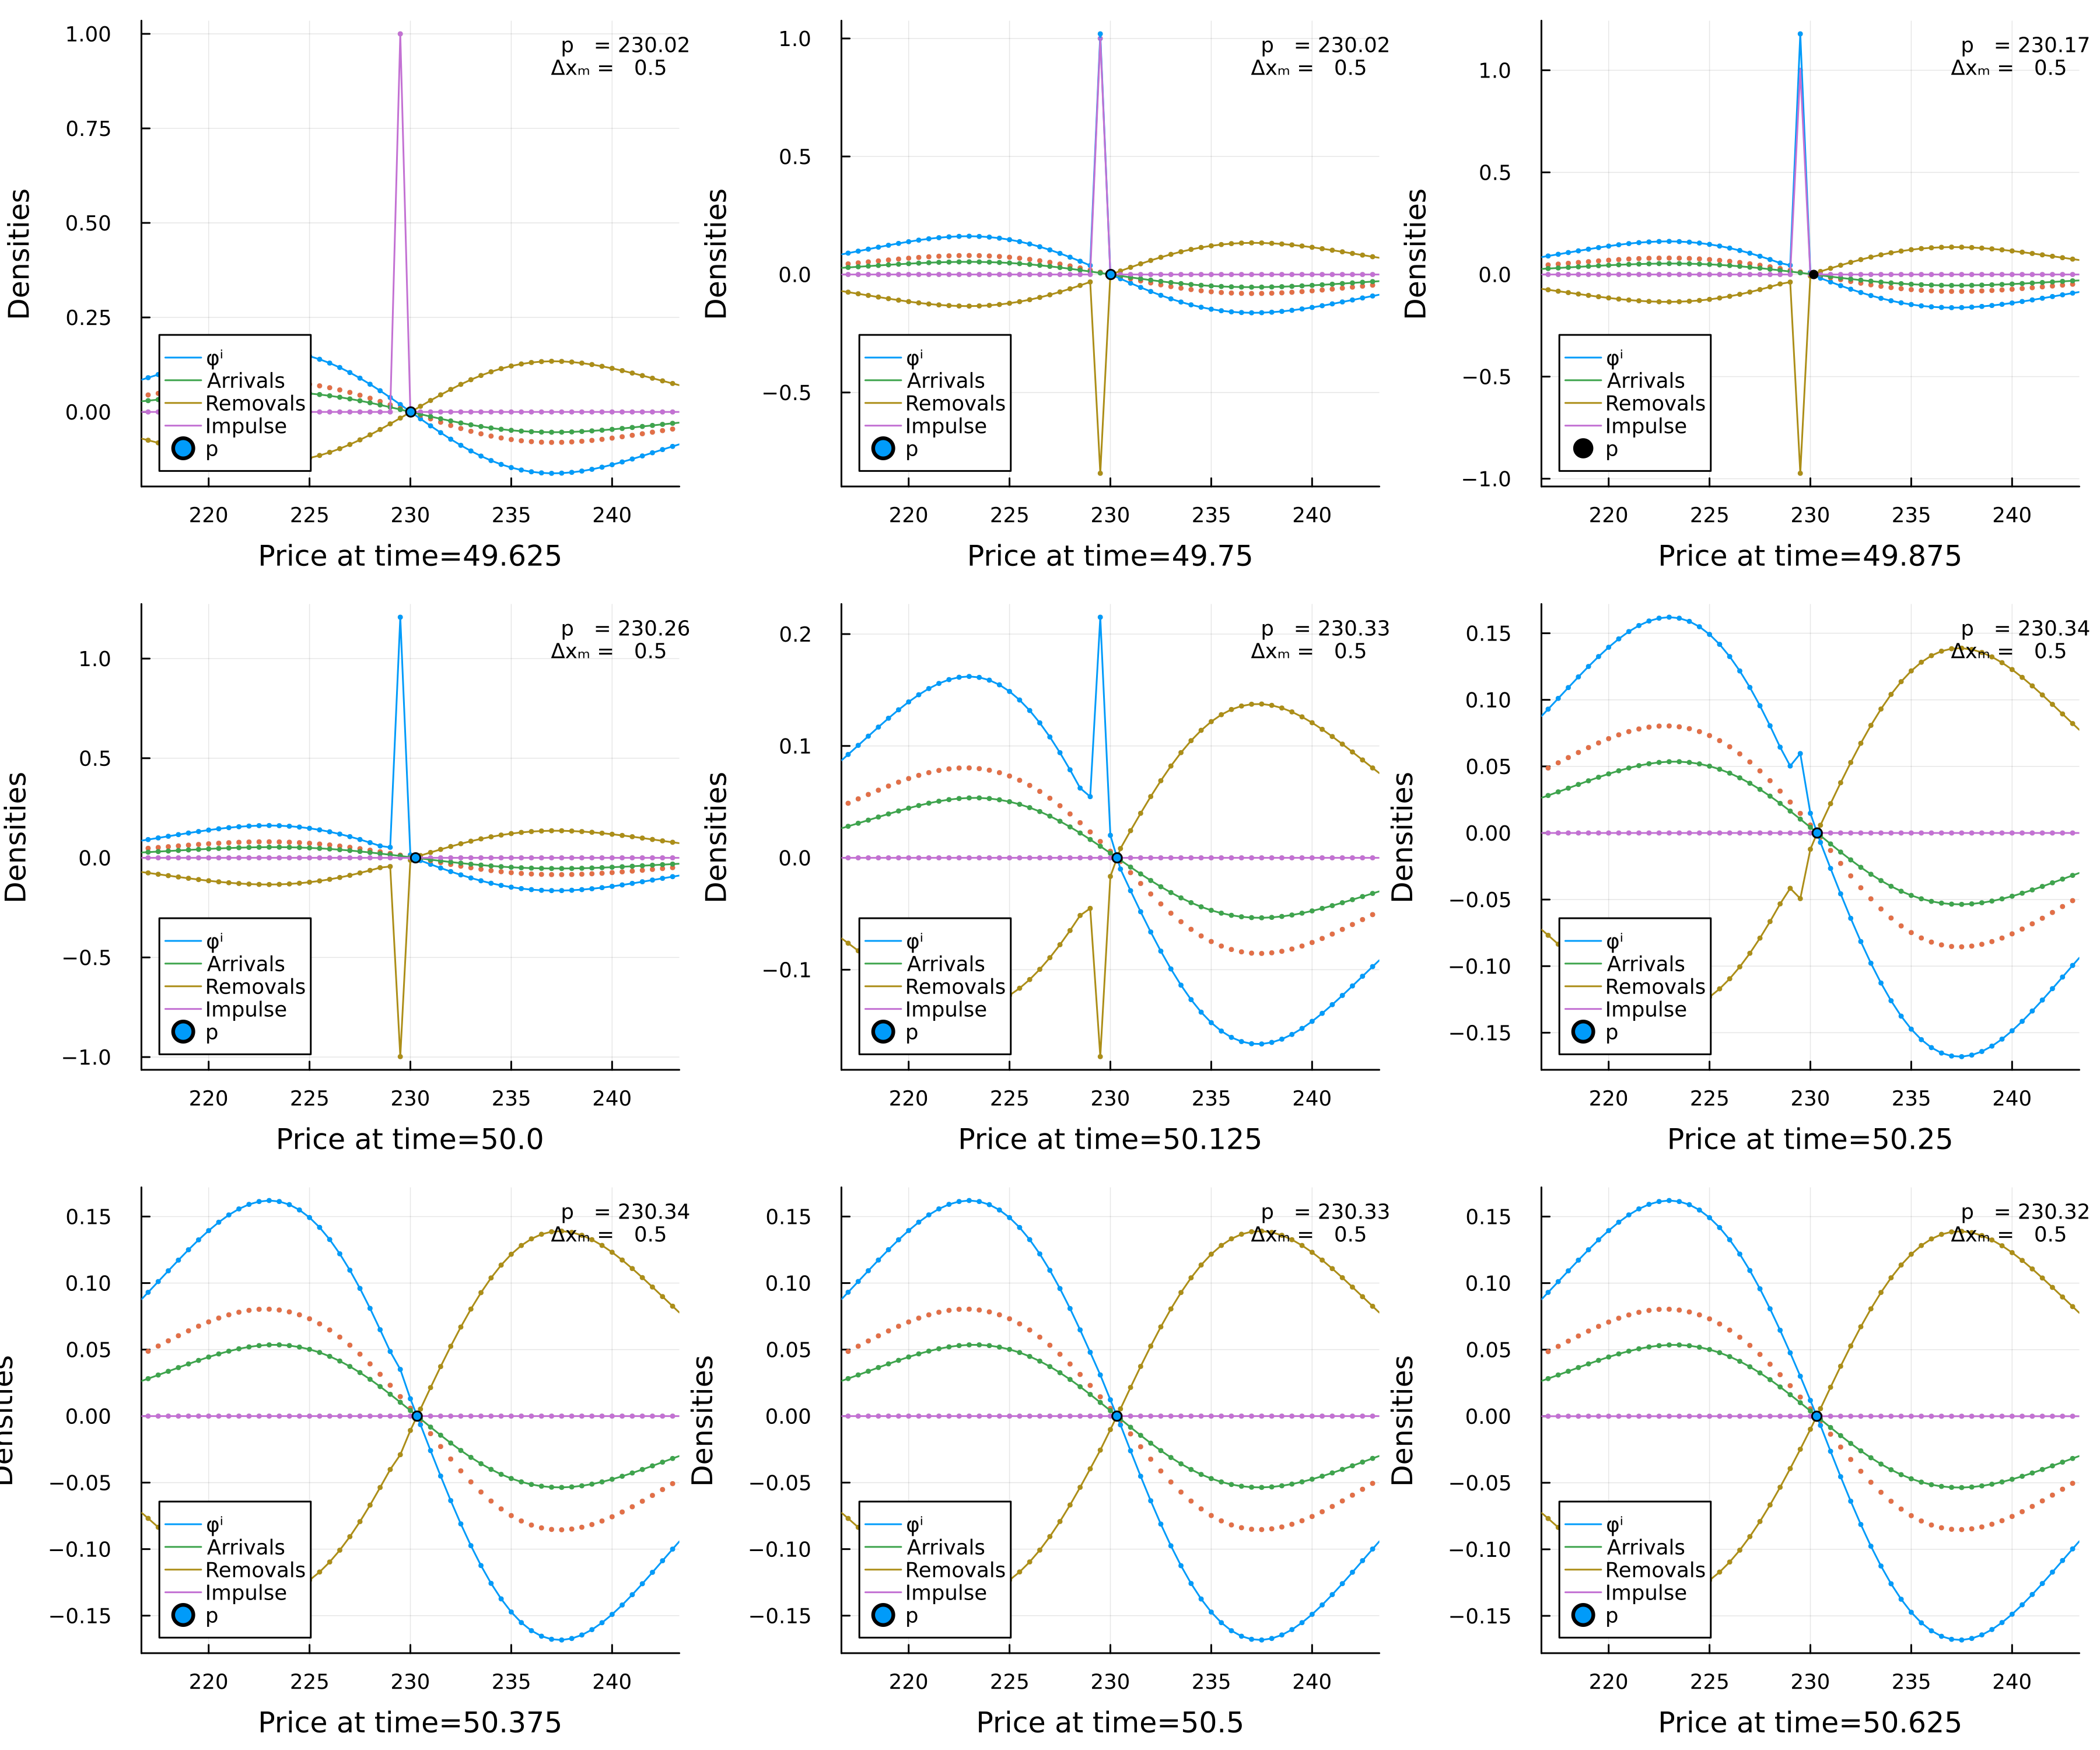 p = 230.02
Δxₘ = 0.5
1.00
0.75
0.50
0.25
0.00
Densities
φⁱ
Arrivals
Removals
Impulse
p
220 225 230 235 240
Price at time=49.625
p = 230.02
Δxₘ = 0.5
1.0
0.5
0.0
−0.5
Densities
φⁱ
Arrivals
Removals
Impulse
p
220 225 230 235 240
Price at time=49.75
p = 230.17
Δxₘ = 0.5
1.0
0.5
0.0
−0.5
−1.0
Densities
φⁱ
Arrivals
Removals
Impulse
p
220 225 230 235 240
Price at time=49.875
p = 230.26
Δxₘ = 0.5
1.0
0.5
0.0
−0.5
−1.0
Densities
φⁱ
Arrivals
Removals
Impulse
p
220 225 230 235 240
Price at time=50.0
p = 230.33
Δxₘ = 0.5
0.2
0.1
0.0
−0.1
Densities
φⁱ
Arrivals
Removals
Impulse
p
220 225 230 235 240
Price at time=50.125
p = 230.34
Δxₘ = 0.5
0.15
0.10
0.05
0.00
−0.05
−0.10
−0.15
Densities
φⁱ
Arrivals
Removals
Impulse
p
220 225 230 235 240
Price at time=50.25
p = 230.34
Δxₘ = 0.5
0.15
0.10
0.05
0.00
−0.05
−0.10
−0.15
Densities
φⁱ
Arrivals
Removals
Impulse
p
220 225 230 235 240
Price at time=50.375
p = 230.33
Δxₘ = 0.5
0.15
0.10
0.05
0.00
−0.05
−0.10
−0.15
Densities
φⁱ
Arrivals
Removals
Impulse
p
220 225 230 235 240
Price at time=50.5
p = 230.32
Δxₘ = 0.5
0.15
0.10
0.05
0.00
−0.05
−0.10
−0.15
Densities
φⁱ
Arrivals
Removals
Impulse
p
220 225 230 235 240
Price at time=50.625